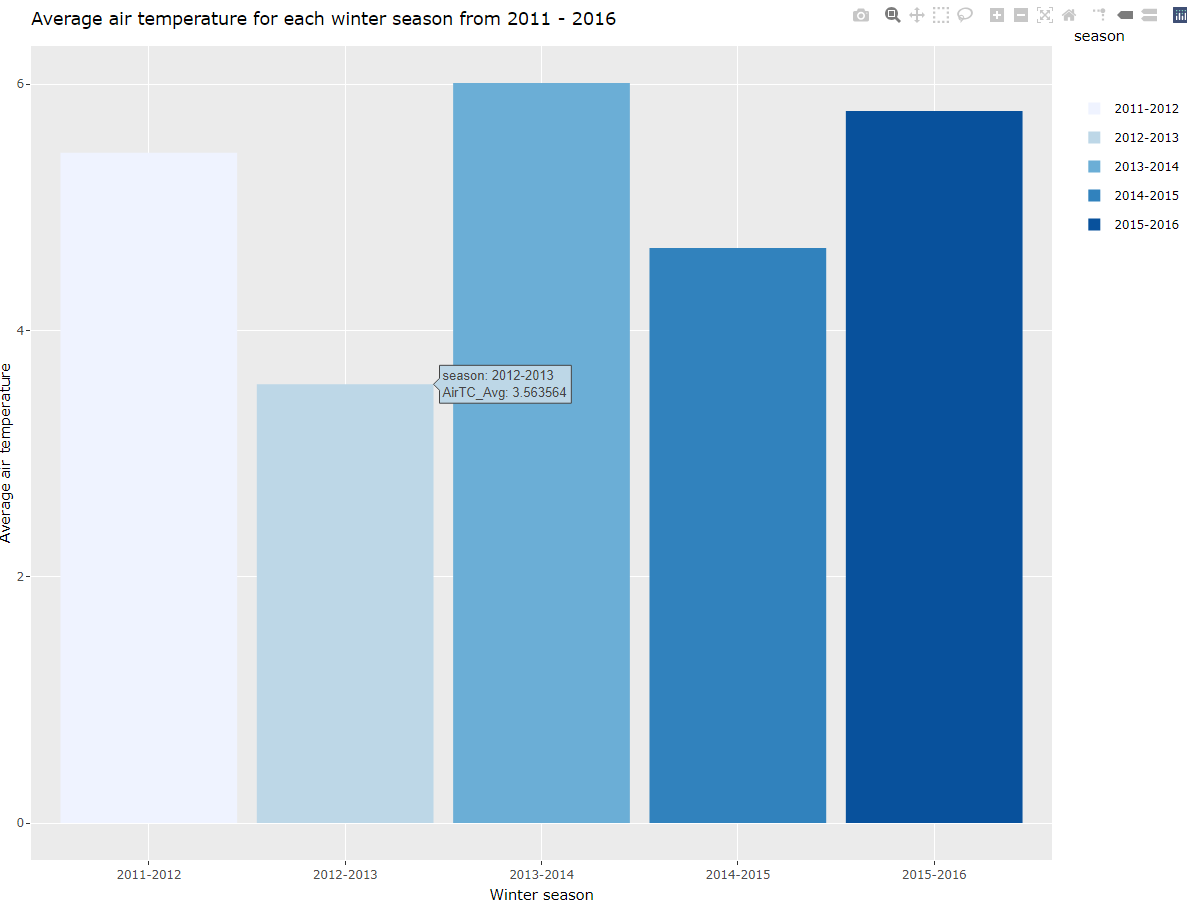 Average air temperature for each winter season from 2011 - 2016
season
2011-2012
2012-2013
2013-2014
2014-2015
2015-2016
Average air temperature
6
4
2
0
season: 2012-2013
AirTC_Avg: 3.563564
2011-2012
2012-2013
2013-2014
2014-2015
2015-2016
Winter season